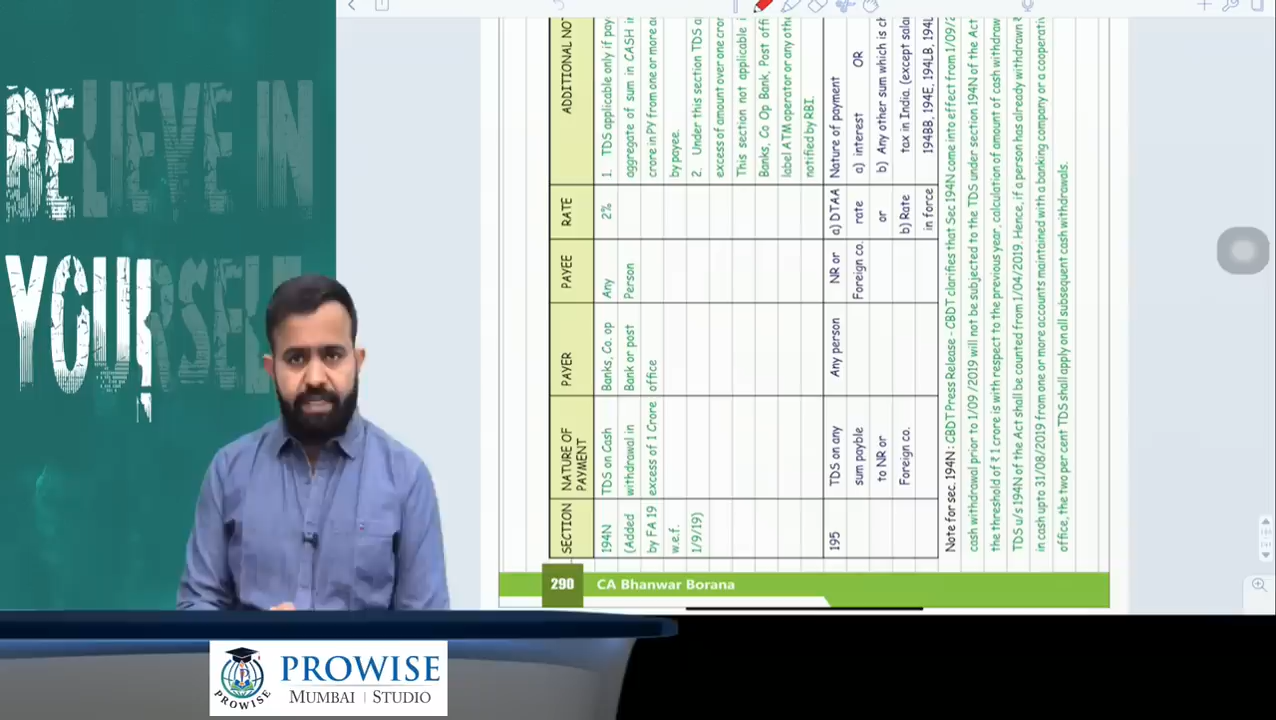 BELIEVE IN
YOURSELF
SECTION
NATURE OF
PAYMENT
PAYER
PAYEE
RATE
ADDITIONAL
194N
(Added
by FA 19
w.e.f.
1/9/19)
TDS on Cash
withdrawal in
excess of 1 Crore
Banks, Co. op
Bank or post
office
Any
Person
2%
1. TDS applicable only if
aggregate of sum in CASH
crore in PY from one or more
by payee.
2. Under this section TDS
excess of amount over one
This section not applicable
Banks, Co Op Bank, Post
label ATM operator or any
notified by RBI.
195
TDS on any
sum payble
to NR or
Foreign co.
Any person
NR or
Foreign co.
a) DTAA
rate
or
b) Rate
in force
Nature of payment
a) interest OR
b) Any other sum which is
tax in India. (except
194BB, 194E, 194LB,
Note for sec. 194N : CBDT Press Release - CBDT clarifies that Sec 194N come into effect from 1/09/
cash withdrawal prior to 1/09 /2019 will not be subjected to the TDS under section 194N of the Act
the threshold of ₹ 1 crore is with respect to the previous year, calculation of amount of cash
TDS u/s 194N of the Act shall be counted from 1/04/2019. Hence, if a person has already withdrawn ₹
in cash upto 31/08/2019 from one or more accounts maintained with a banking company or a
office, the two per cent TDS shall apply on all subsequent cash withdrawals.
290 CA Bhanwar Borana
PROWISE
PROWISE
MUMBAI | STUDIO